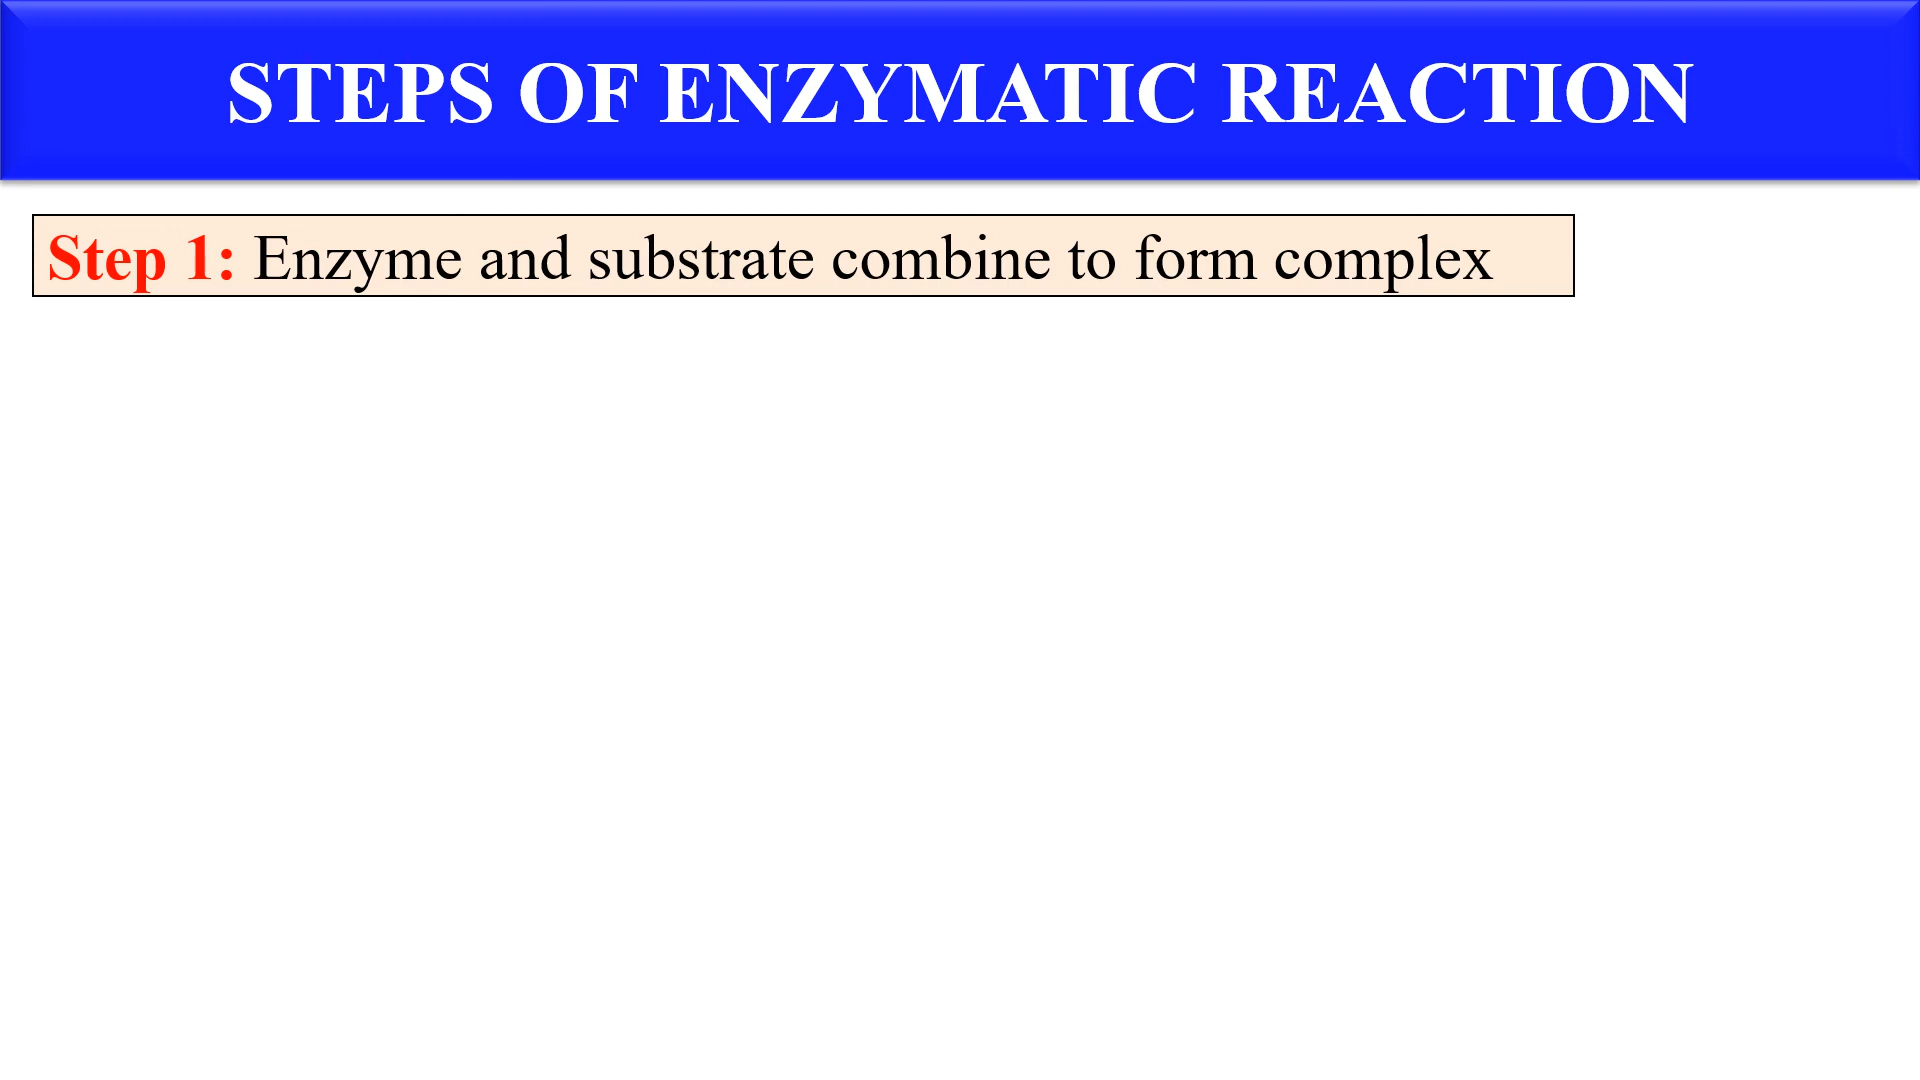 STEPS OF ENZYMATIC REACTION
Step 1: Enzyme and substrate combine to form complex